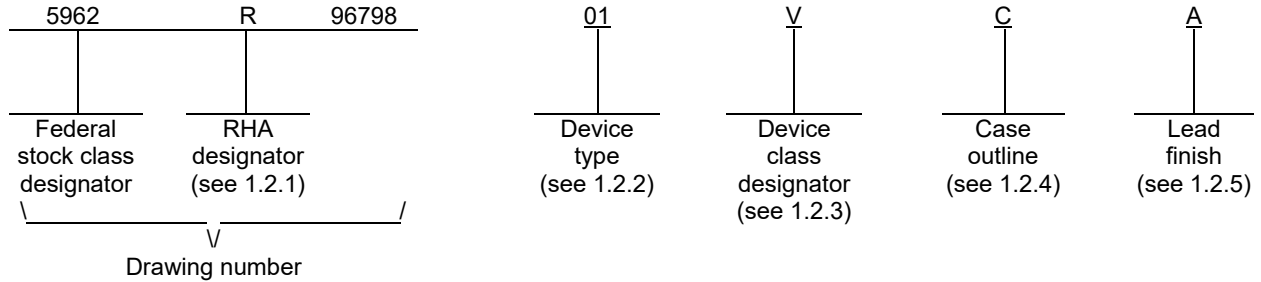 5962 R 96798 01 V C A
Federal stock class designator
RHA designator (see 1.2.1)
Device type (see 1.2.2)
Device class designator (see 1.2.3)
Case outline (see 1.2.4)
Lead finish (see 1.2.5)
\ /
\/
Drawing number